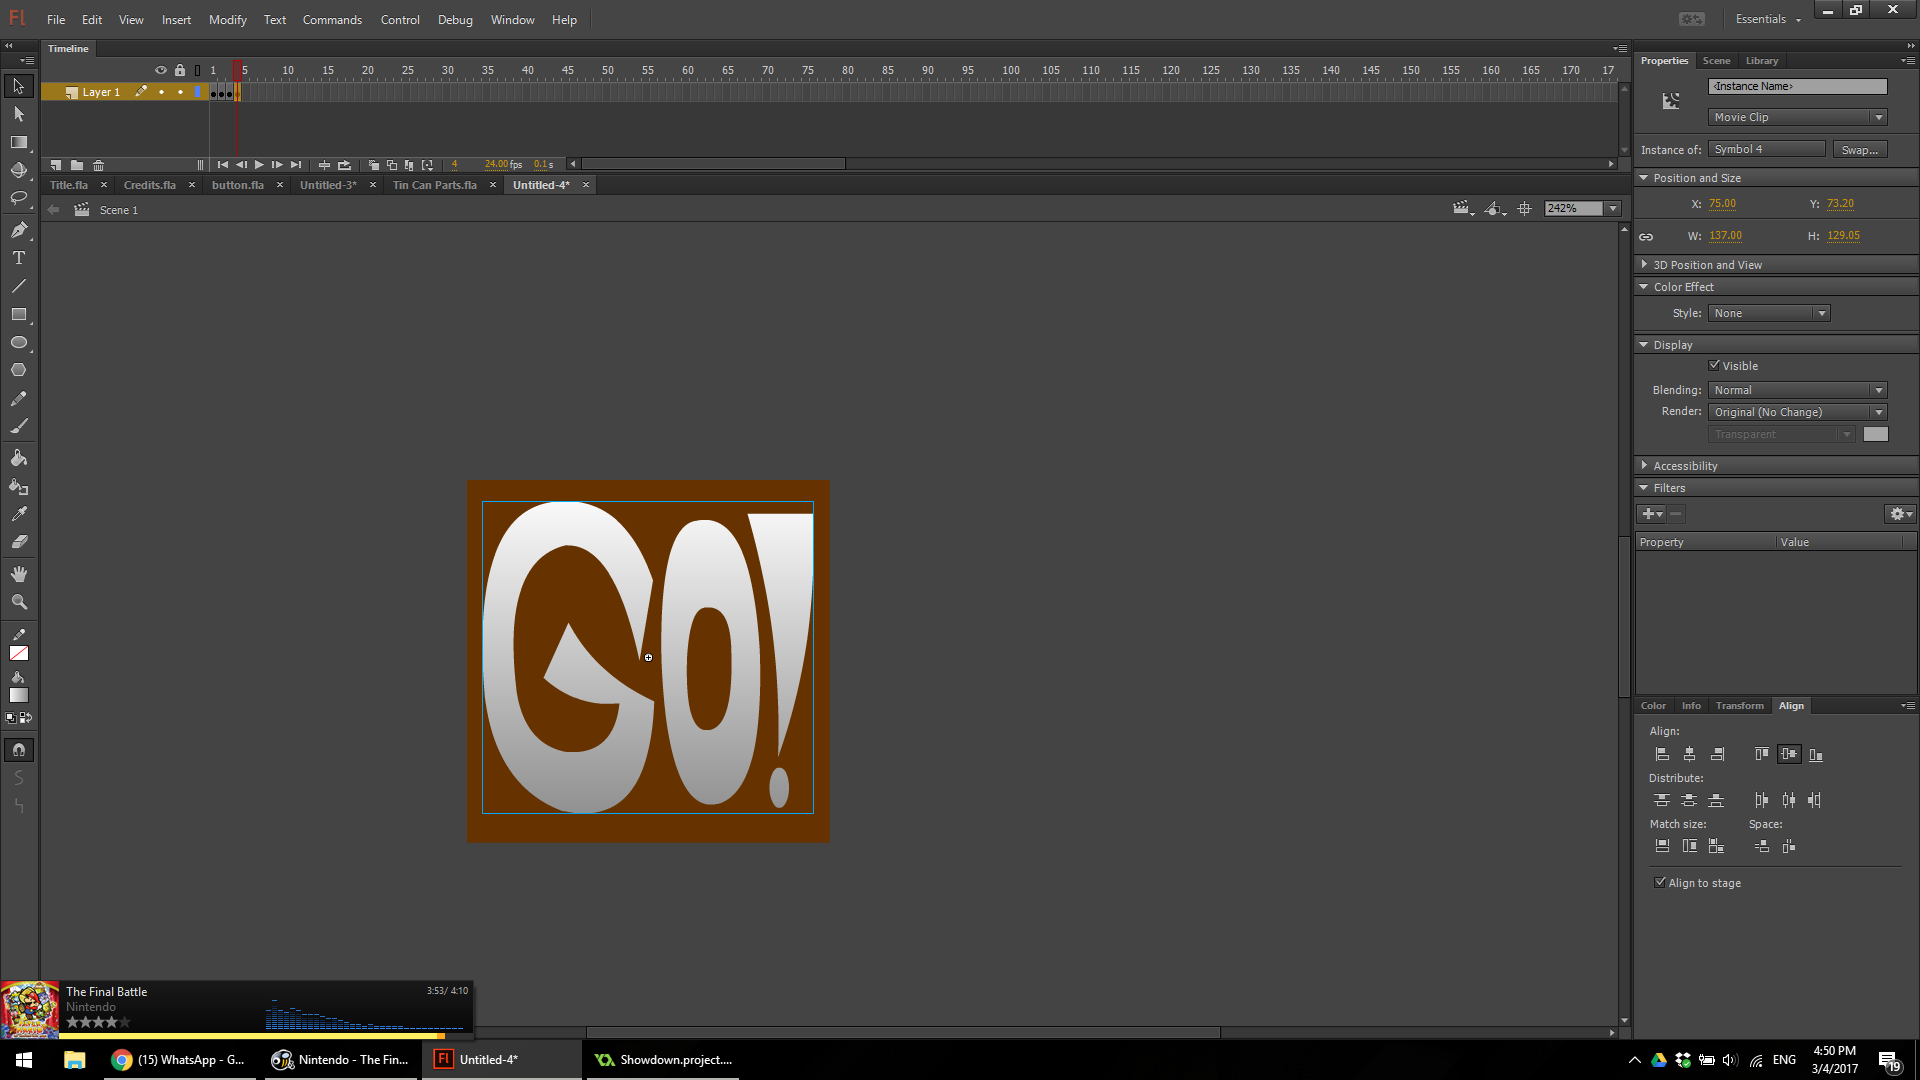 Fl File Edit View Insert Modify Text Commands Control Debug Window Help Essentials
Timeline
1 5 10 15 20 25 30 35 40 45 50 55 60 65 70 75 80 85 90 95 100 105 110 115 120 125 130 135 140 145 150 155 160 165 170 17
Layer 1
4 24.00 fps 0.1 s
Title.fla Credits.fla button.fla Untitled-3* Tin Can Parts.fla Untitled-4*
Scene 1
242%
Properties Scene Library
<Instance Name>
Movie Clip
Instance of: Symbol 4 Swap...
Position and Size
X: 75.00 Y: 73.20
W: 137.00 H: 129.05
3D Position and View
Color Effect
Style: None
Display
Visible
Blending: Normal
Render: Original (No Change)
Transparent
Accessibility
Filters
Property Value
GO!
Color Info Transform Align
Align:
Distribute:
Match size: Space:
Align to stage
The Final Battle
3:53/ 4:10
Nintendo
(15) WhatsApp - G...
Nintendo - The Fin...
Fl Untitled-4*
Showdown.project....
ENG
4:50 PM
3/4/2017
19